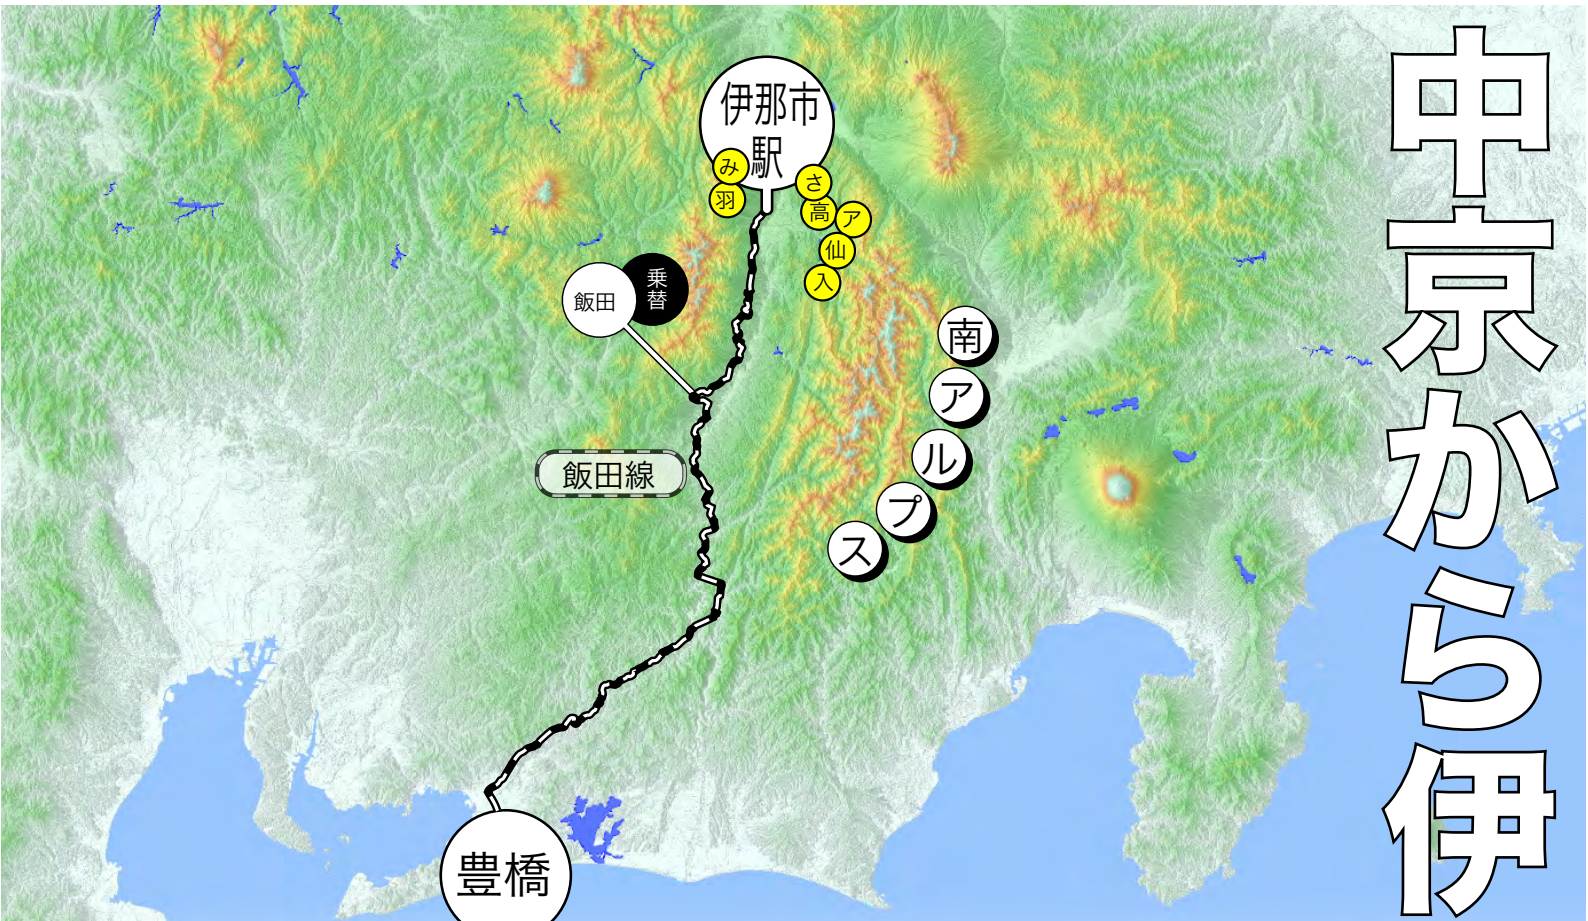 中京から伊
伊那市
駅
み
羽
さ
高
ア
仙
入
乗
替
飯田
南
ア
ル
プ
ス
飯田線
豊橋